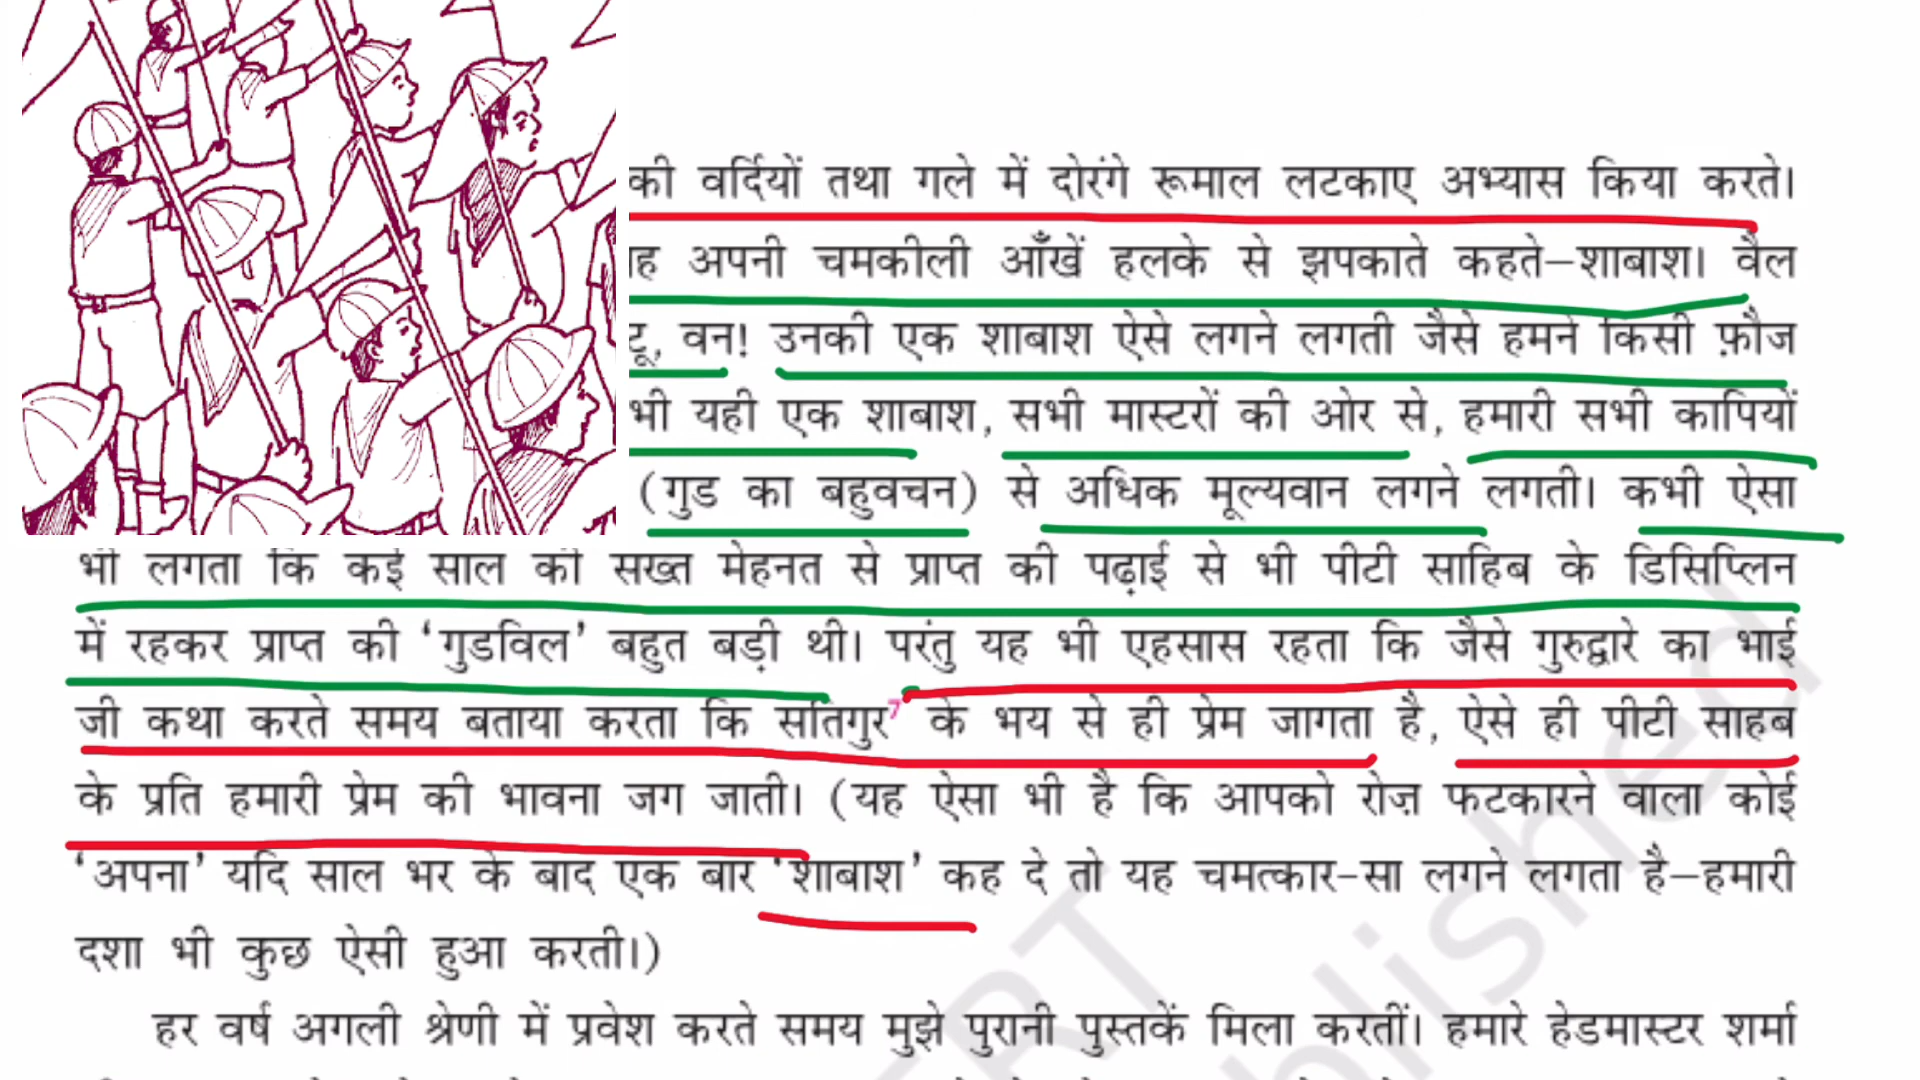 की वर्दियों तथा गले में दोरंगे रूमाल लटकाए अभ्यास किया करते।
अपनी चमकीली आँखें हलके से झपकाते कहते–शाबाश। वैल
टू, वन! उनकी एक शाबाश ऐसे लगने लगती जैसे हमने किसी फ़ौज
भी यही एक शाबाश, सभी मास्टरों की ओर से, हमारी सभी कापियों
(गुड का बहुवचन) से अधिक मूल्यवान लगने लगती। कभी ऐसा
भी लगता कि कई साल की सख्त मेहनत से प्राप्त की पढ़ाई से भी पीटी साहिब के डिसिप्लिन
में रहकर प्राप्त की ‘गुडविल’ बहुत बड़ी थी। परंतु यह भी एहसास रहता कि जैसे गुरुद्वारे का भाई
जी कथा करते समय बताया करता कि सतिगुर7 के भय से ही प्रेम जागता है, ऐसे ही पीटी साहब
के प्रति हमारी प्रेम की भावना जग जाती। (यह ऐसा भी है कि आपको रोज़ फटकारने वाला कोई
‘अपना’ यदि साल भर के बाद एक बार ‘शाबाश’ कह दे तो यह चमत्कार-सा लगने लगता है–हमारी
दशा भी कुछ ऐसी हुआ करती।)
हर वर्ष अगली श्रेणी में प्रवेश करते समय मुझे पुरानी पुस्तकें मिला करतीं। हमारे हेडमास्टर शर्मा